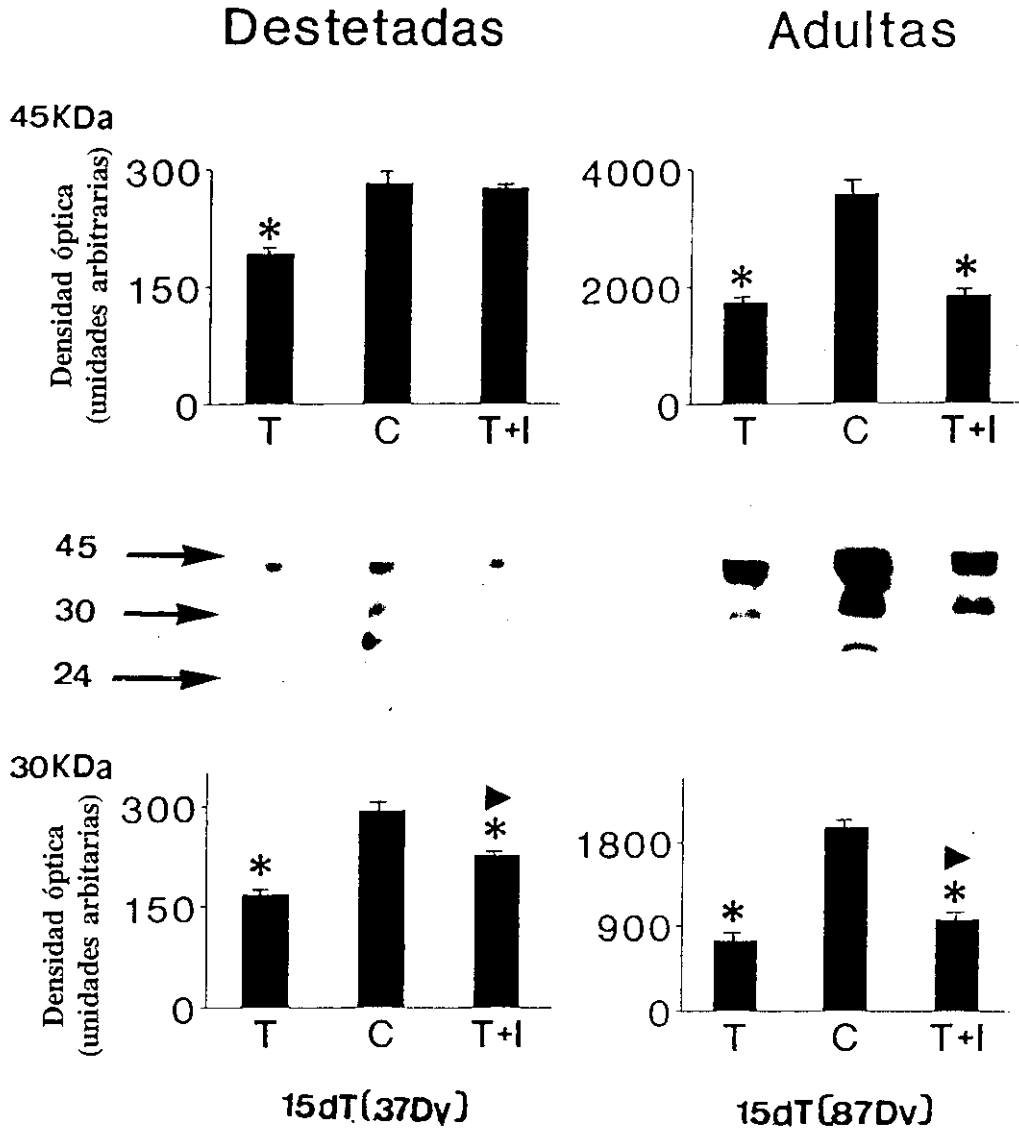 Destetadas Adultas
45KDa
Densidad óptica
(unidades arbitrarias)
300
150
0
*
T C T+I
4000
2000
0
* *
T C T+I
45
30
24
30KDa
Densidad óptica
(unidades arbitarias)
300
150
0
* *
T C T+I
1800
900
0
* *
T C T+I
15dT(37Dv) 15dT(87Dv)